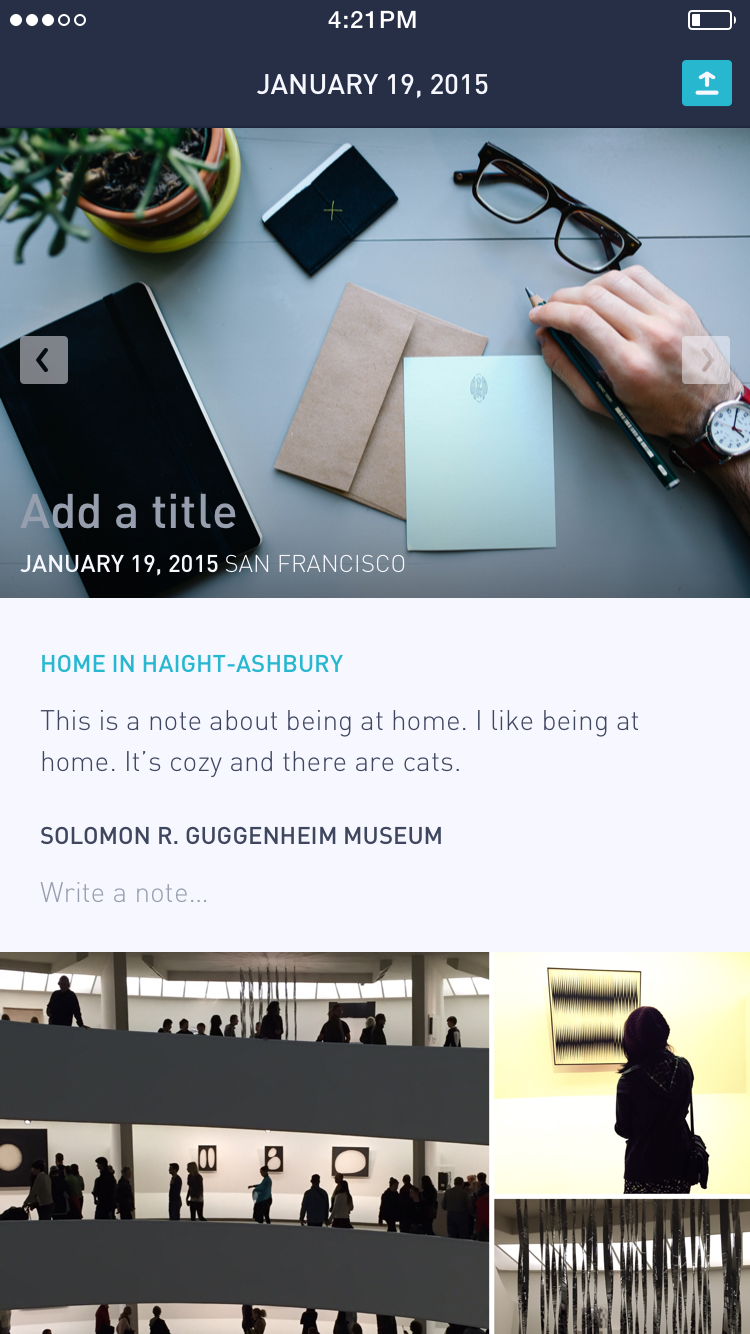 4:21PM
JANUARY 19, 2015
Add a title
JANUARY 19, 2015 SAN FRANCISCO
HOME IN HAIGHT-ASHBURY
This is a note about being at home. I like being at
home. It’s cozy and there are cats.
SOLOMON R. GUGGENHEIM MUSEUM
Write a note...